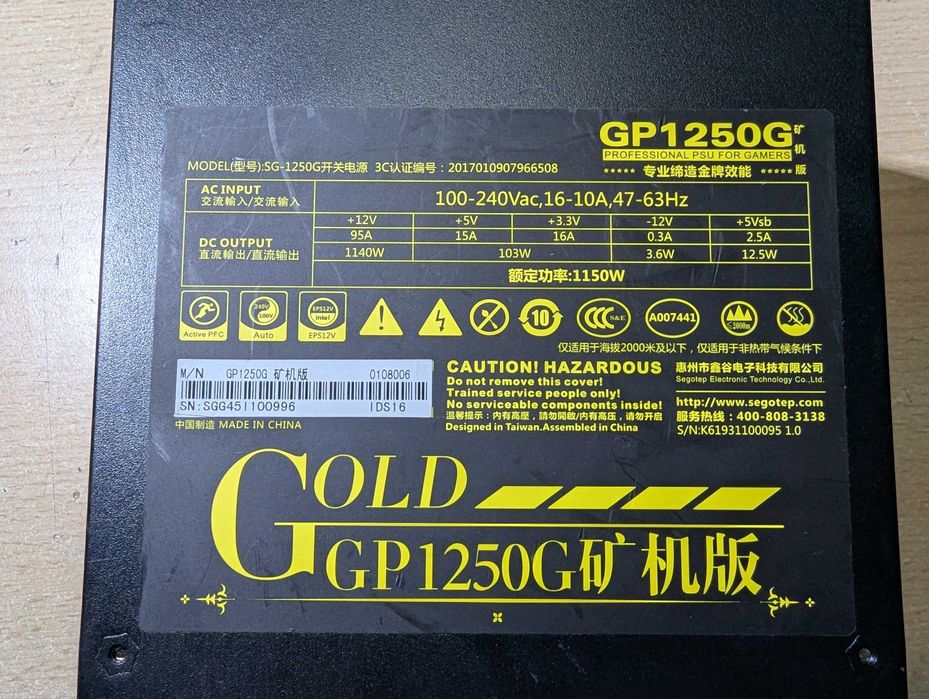 GP1250G矿机版
PROFESSIONAL PSU FOR GAMERS
***** 专业缔造金牌效能 *****
MODEL(型号):SG-1250G开关电源 3C认证编号：2017010907966508
AC INPUT
交流輸入/交流输入
100-240Vac,16-10A,47-63Hz
DC OUTPUT
直流輸出/直流输出
+12V +5V +3.3V -12V +5Vsb
95A 15A 16A 0.3A 2.5A
1140W 103W 3.6W 12.5W
额定功率:1150W
Active PFC
240V 100V
Auto
EPS12V
intel
EPS12V
10
CCC S&E
A007441
≤2000m
仅适用于海拔2000米及以下，仅适用于非热带气候条件下
M/N GP1250G 矿机版 0108006
SN:SGG45I100996 IDS16
中国制造 MADE IN CHINA
CAUTION! HAZARDOUS
Do not remove this cover!
Trained service people only!
No serviceable components inside!
温馨提示：内有高壓，請勿開啟/内有高压，请勿开启
Designed in Taiwan.Assembled in China
惠州市鑫谷电子科技有限公司
Segotep Electronic Technology Co.,Ltd.
http://www.segotep.com
服务热线：400-808-3138
S/N:K61931100095 1.0
GOLD
GP1250G矿机版